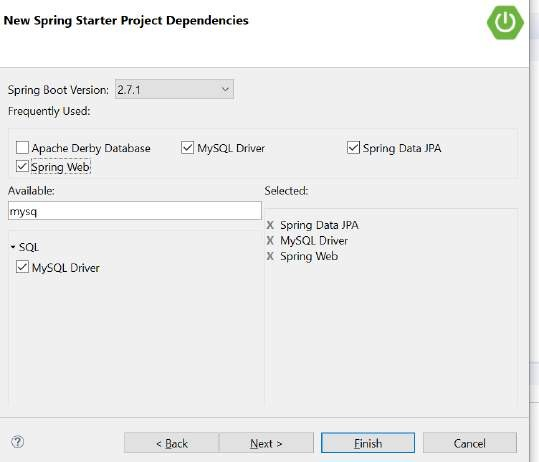 New Spring Starter Project Dependencies
Spring Boot Version: 2.7.1
Frequently Used:
Apache Derby Database MySQL Driver Spring Data JPA
Spring Web
Available: Selected:
mysq
X Spring Data JPA
SQL X MySQL Driver
MySQL Driver X Spring Web
? < Back Next > Finish Cancel